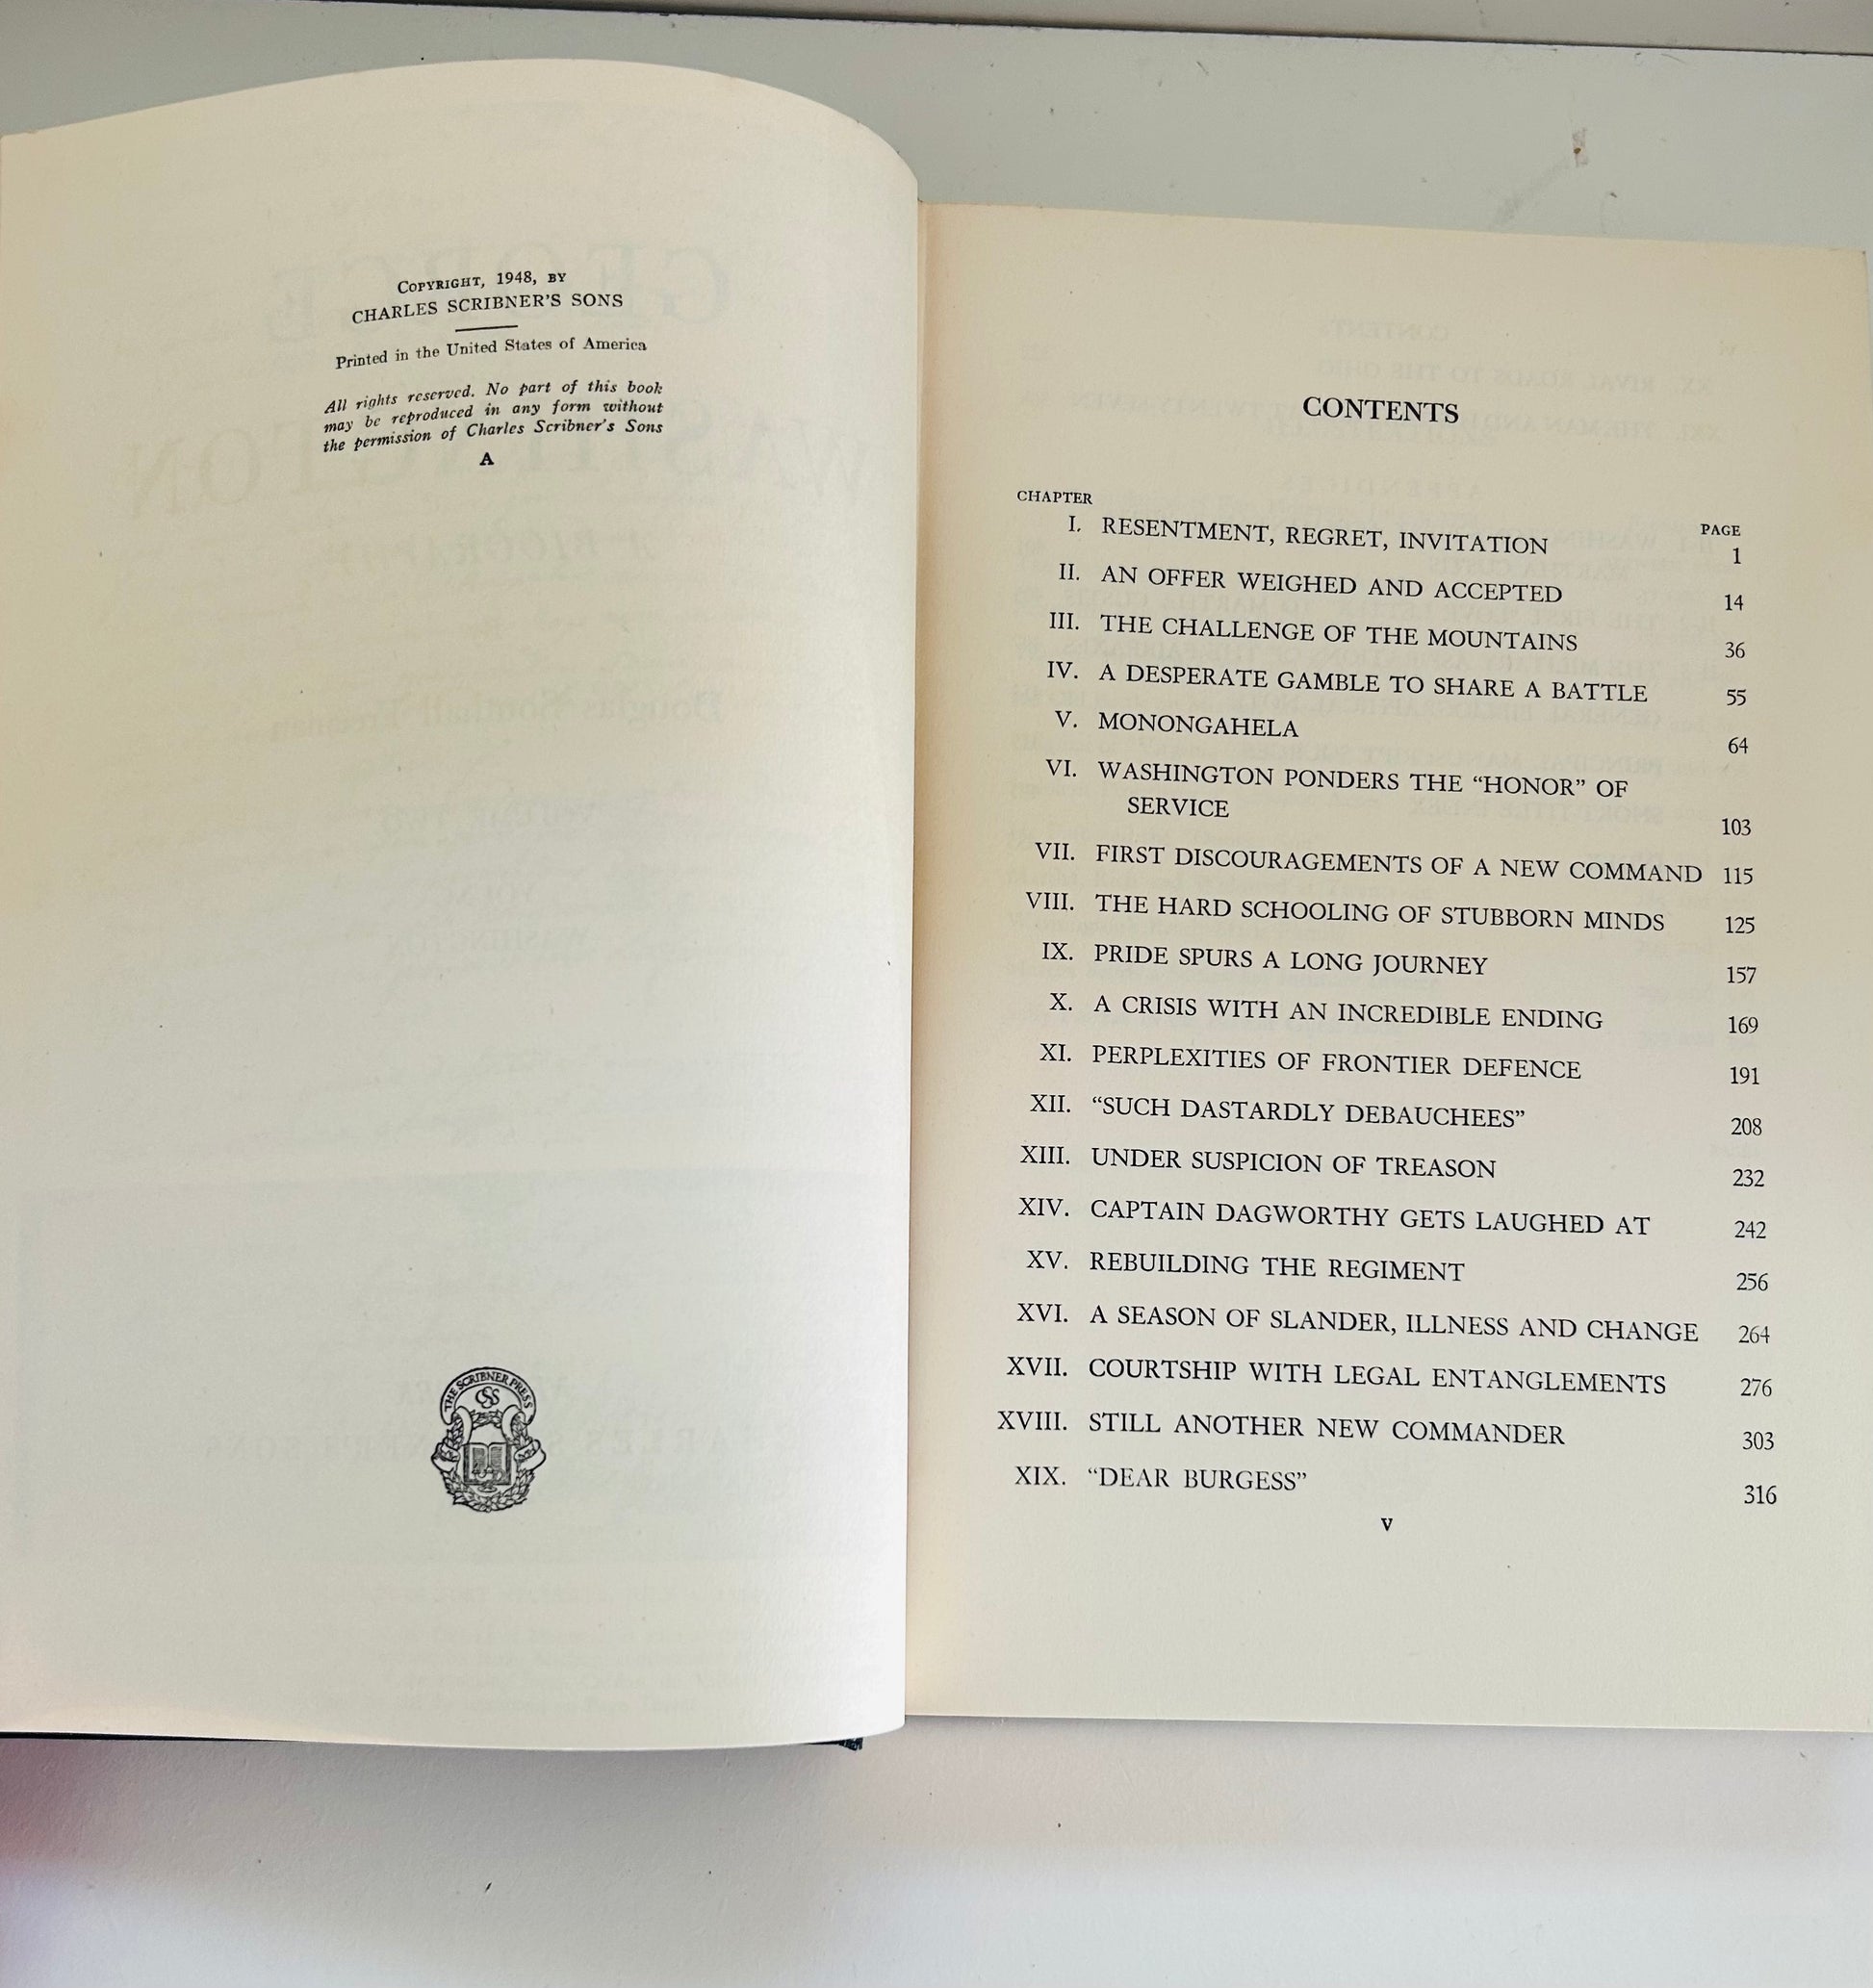 COPYRIGHT, 1948, BY
CHARLES SCRIBNER'S SONS
Printed in the United States of America
All rights reserved. No part of this book
may be reproduced in any form without
the permission of Charles Scribner's Sons
A
THE SCRIBNER PRESS
CSS
CONTENTS
CHAPTER PAGE
I. RESENTMENT, REGRET, INVITATION 1
II. AN OFFER WEIGHED AND ACCEPTED 14
III. THE CHALLENGE OF THE MOUNTAINS 36
IV. A DESPERATE GAMBLE TO SHARE A BATTLE 55
V. MONONGAHELA 64
VI. WASHINGTON PONDERS THE “HONOR” OF
SERVICE 103
VII. FIRST DISCOURAGEMENTS OF A NEW COMMAND 115
VIII. THE HARD SCHOOLING OF STUBBORN MINDS 125
IX. PRIDE SPURS A LONG JOURNEY 157
X. A CRISIS WITH AN INCREDIBLE ENDING 169
XI. PERPLEXITIES OF FRONTIER DEFENCE 191
XII. “SUCH DASTARDLY DEBAUCHEES” 208
XIII. UNDER SUSPICION OF TREASON 232
XIV. CAPTAIN DAGWORTHY GETS LAUGHED AT 242
XV. REBUILDING THE REGIMENT 256
XVI. A SEASON OF SLANDER, ILLNESS AND CHANGE 264
XVII. COURTSHIP WITH LEGAL ENTANGLEMENTS 276
XVIII. STILL ANOTHER NEW COMMANDER 303
XIX. “DEAR BURGESS” 316
v